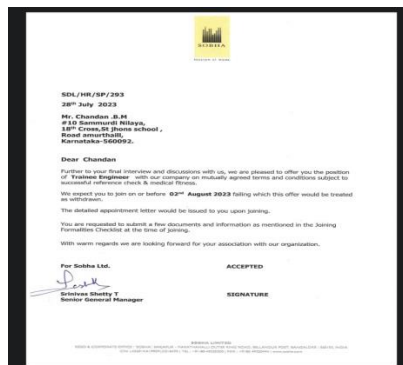 SOBHA
SDL/HR/SP/293
28th July 2023
Mr. Chandan .B.M
#10 Sammurdi Nilaya,
18th Cross,St jhons school ,
Road amurthaill,
Karnataka-560092.
Dear Chandan
Further to your final interview and discussions with us, we are pleased to offer you the position
of Trainee Engineer with our company on mutually agreed terms and conditions subject to
successful reference check & medical fitness.
We expect you to join on or before 02nd August 2023 failing which this offer would be treated
as withdrawn.
The detailed appointment letter would be issued to you upon joining.
You are requested to submit a few documents and information as mentioned in the Joining
Formalities Checklist at the time of joining.
With warm regards we are looking forward for your association with our organization.
For Sobha Ltd. ACCEPTED
Srinivas Shetty T SIGNATURE
Senior General Manager
SOBHA LIMITED